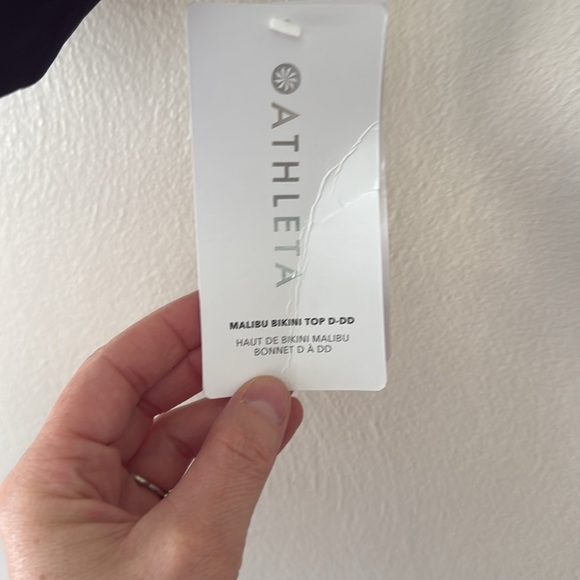 ATHLETA
MALIBU BIKINI TOP D-DD
HAUT DE BIKINI MALIBU
BONNET D À DD